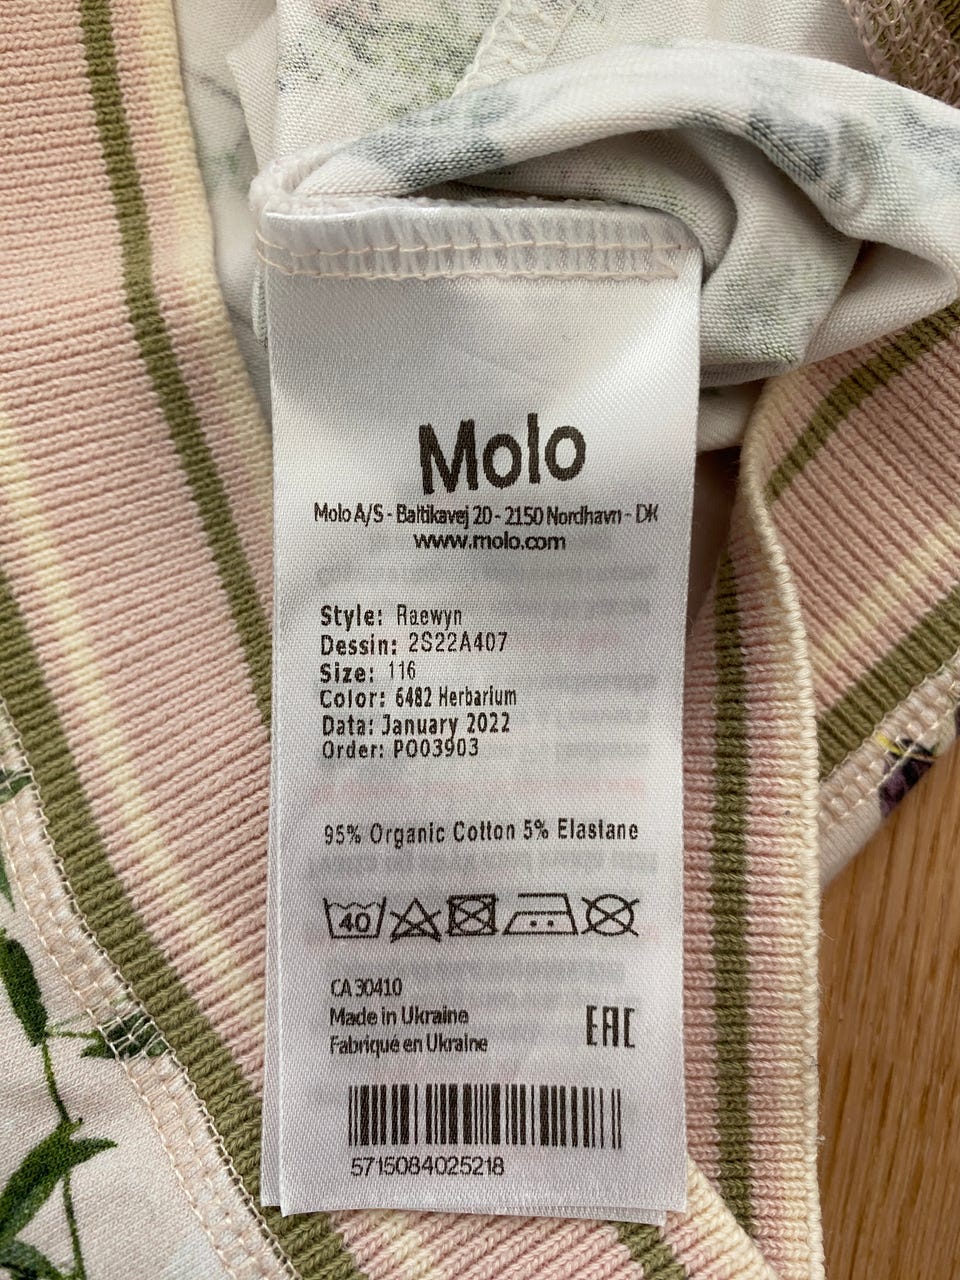 Molo
Molo A/S - Baltikavej 20 - 2150 Nordhavn - DK
www.molo.com
Style: Raewyn
Dessin: 2S22A407
Size: 116
Color: 6482 Herbarium
Data: January 2022
Order: PO03903
95% Organic Cotton 5% Elastane
40
CA 30410
Made in Ukraine
Fabriqué en Ukraine
EAC
5715084025218